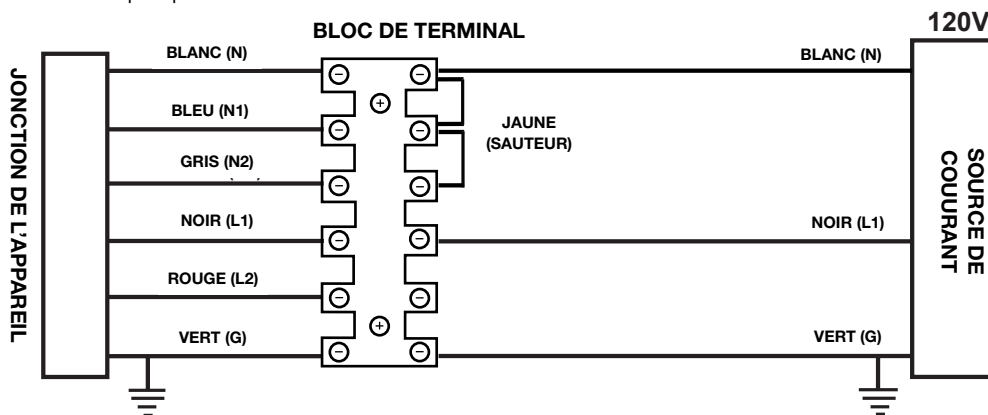 120V
BLOC DE TERMINAL
BLANC (N)
BLANC (N)
BLEU (N1)
JAUNE
(SAUTEUR)
GRIS (N2)
NOIR (L1)
NOIR (L1)
ROUGE (L2)
VERT (G)
VERT (G)
JONCTION DE L'APPAREIL
SOURCE DE
COUURANT